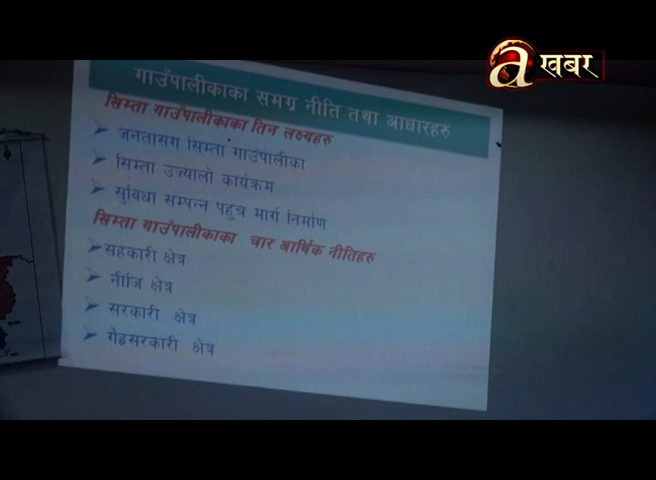 a खबर
गाउँपालीकाका समग्र नीति तथा आधारहरु
सिम्ता गाउँपालीकाका तिन लक्ष्यहरु
जनतासग सिम्ता गाउँपालीका
सिम्ता उज्यालो कार्यक्रम
सुविधा सम्पन्न पहुच मार्ग निर्माण
सिम्ता गाउँपालीकाका चार आर्थिक नीतिहरु
सहकारी क्षेत्र
नीजि क्षेत्र
सरकारी क्षेत्र
गैह्रसरकारी क्षेत्र